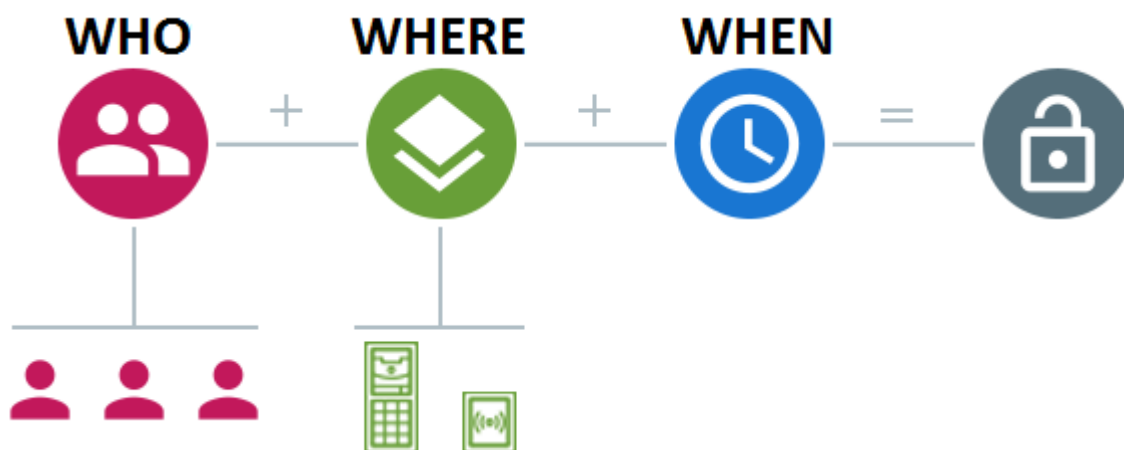 WHO WHERE WHEN
+ + =